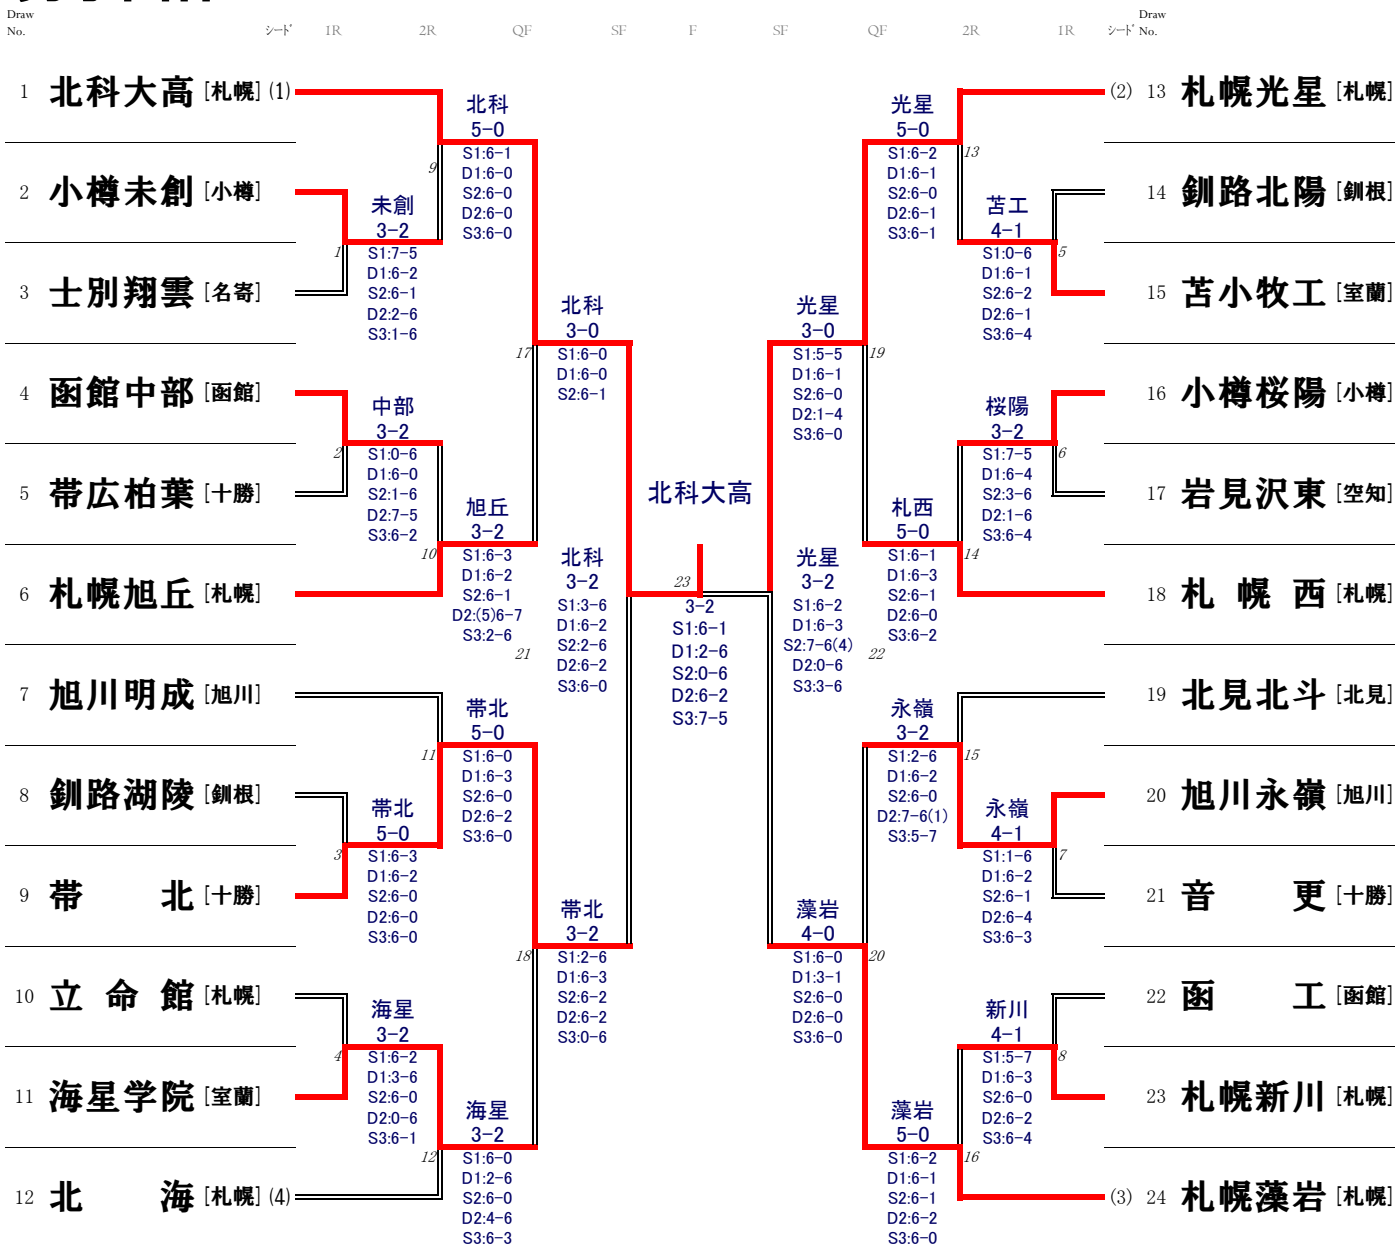 Draw
No.
ｼｰﾄﾞ 1R 2R QF SF F SF QF 2R 1R ｼｰﾄﾞ
Draw
No.
1 北科大高 [札幌] (1)
2 小樽未創 [小樽]
3 士別翔雲 [名寄]
4 函館中部 [函館]
5 帯広柏葉 [十勝]
6 札幌旭丘 [札幌]
7 旭川明成 [旭川]
8 釧路湖陵 [釧根]
9 帯 北 [十勝]
10 立 命 館 [札幌]
11 海星学院 [室蘭]
12 北 海 [札幌] (4)
未創
3-2
1
S1:7-5
D1:6-2
S2:6-1
D2:2-6
S3:1-6
中部
3-2
2
S1:0-6
D1:6-0
S2:1-6
D2:7-5
S3:6-2
帯北
5-0
3
S1:6-3
D1:6-2
S2:6-0
D2:6-0
S3:6-0
海星
3-2
4
S1:6-2
D1:3-6
S2:6-0
D2:0-6
S3:6-1
北科
5-0
9
S1:6-1
D1:6-0
S2:6-0
D2:6-0
S3:6-0
旭丘
3-2
10
S1:6-3
D1:6-2
S2:6-1
D2:(5)6-7
S3:2-6
帯北
5-0
11
S1:6-0
D1:6-3
S2:6-0
D2:6-2
S3:6-0
海星
3-2
12
S1:6-0
D1:2-6
S2:6-0
D2:4-6
S3:6-3
北科
3-0
17
S1:6-0
D1:6-0
S2:6-1
帯北
3-2
18
S1:2-6
D1:6-3
S2:6-2
D2:6-2
S3:0-6
北科
3-2
21
S1:3-6
D1:6-2
S2:2-6
D2:6-2
S3:6-0
北科大高
23
3-2
S1:6-1
D1:2-6
S2:0-6
D2:6-2
S3:7-5
光星
3-2
22
S1:6-2
D1:6-3
S2:7-6(4)
D2:0-6
S3:3-6
光星
3-0
19
S1:5-5
D1:6-1
S2:6-0
D2:1-4
S3:6-0
藻岩
4-0
20
S1:6-0
D1:3-1
S2:6-0
D2:6-0
S3:6-0
光星
5-0
13
S1:6-2
D1:6-1
S2:6-0
D2:6-1
S3:6-1
札西
5-0
14
S1:6-1
D1:6-3
S2:6-1
D2:6-0
S3:6-2
永嶺
3-2
15
S1:2-6
D1:6-2
S2:6-0
D2:7-6(1)
S3:5-7
藻岩
5-0
16
S1:6-2
D1:6-1
S2:6-1
D2:6-2
S3:6-0
苫工
4-1
5
S1:0-6
D1:6-1
S2:6-2
D2:6-1
S3:6-4
桜陽
3-2
6
S1:7-5
D1:6-4
S2:3-6
D2:1-6
S3:6-4
永嶺
4-1
7
S1:1-6
D1:6-2
S2:6-1
D2:6-4
S3:6-3
新川
4-1
8
S1:5-7
D1:6-3
S2:6-0
D2:6-2
S3:6-4
(2) 13 札幌光星 [札幌]
14 釧路北陽 [釧根]
15 苫小牧工 [室蘭]
16 小樽桜陽 [小樽]
17 岩見沢東 [空知]
18 札 幌 西 [札幌]
19 北見北斗 [北見]
20 旭川永嶺 [旭川]
21 音 更 [十勝]
22 函 工 [函館]
23 札幌新川 [札幌]
(3) 24 札幌藻岩 [札幌]